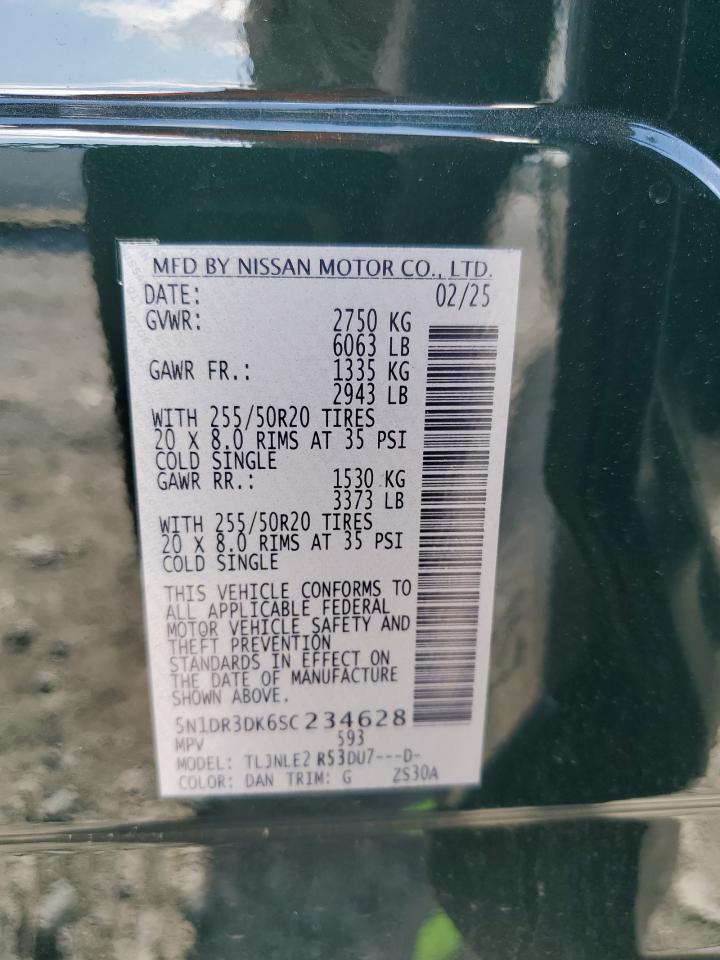 MFD BY NISSAN MOTOR CO., LTD.
DATE: 02/25
GVWR: 2750 KG
6063 LB
GAWR FR.: 1335 KG
2943 LB
WITH 255/50R20 TIRES
20 X 8.0 RIMS AT 35 PSI
COLD SINGLE
GAWR RR.: 1530 KG
3373 LB
WITH 255/50R20 TIRES
20 X 8.0 RIMS AT 35 PSI
COLD SINGLE
THIS VEHICLE CONFORMS TO
ALL APPLICABLE FEDERAL
MOTOR VEHICLE SAFETY AND
THEFT PREVENTION
STANDARDS IN EFFECT ON
THE DATE OF MANUFACTURE
SHOWN ABOVE.
5N1DR3DK6SC234628
MPV 593
MODEL: TLJNLE2 R53DU7---D-
COLOR: DAN TRIM: G ZS30A